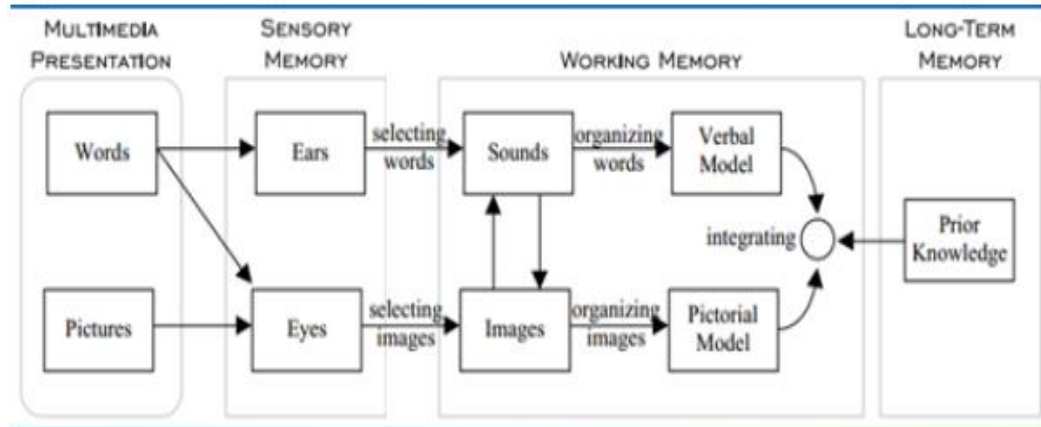 MULTIMEDIA
PRESENTATION
SENSORY
MEMORY
WORKING MEMORY
LONG-TERM
MEMORY
Words
Ears
selecting
words
Sounds
organizing
words
Verbal
Model
integrating
Prior
Knowledge
Pictures
Eyes
selecting
images
Images
organizing
images
Pictorial
Model